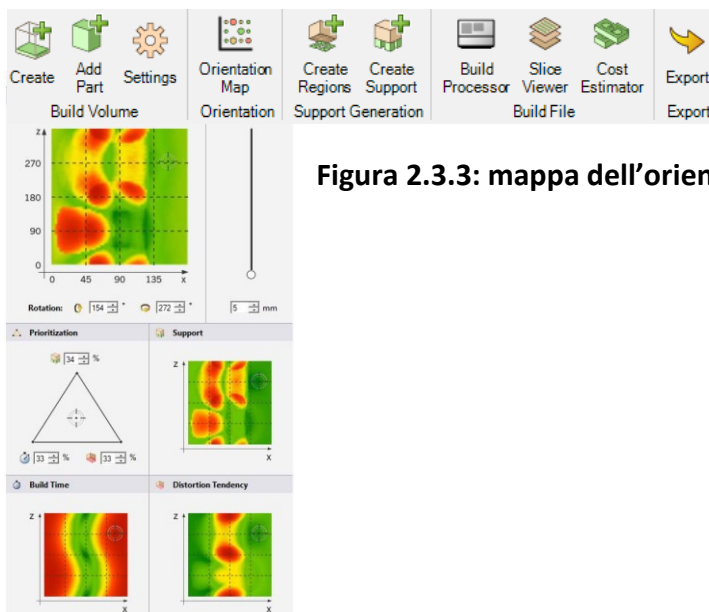 Create
Add Part
Settings
Orientation Map
Create Regions
Create Support
Build Processor
Slice Viewer
Cost Estimator
Export
Build Volume
Orientation
Support Generation
Build File
Export
Figura 2.3.3: mappa dell'orien
z
270
180
90
0
0 45 90 135 x
Rotation: 154 ° 272 °
5 mm
Prioritization
34 %
33 % 33 %
Support
z
x
Build Time
z
x
Distortion Tendency
z
x